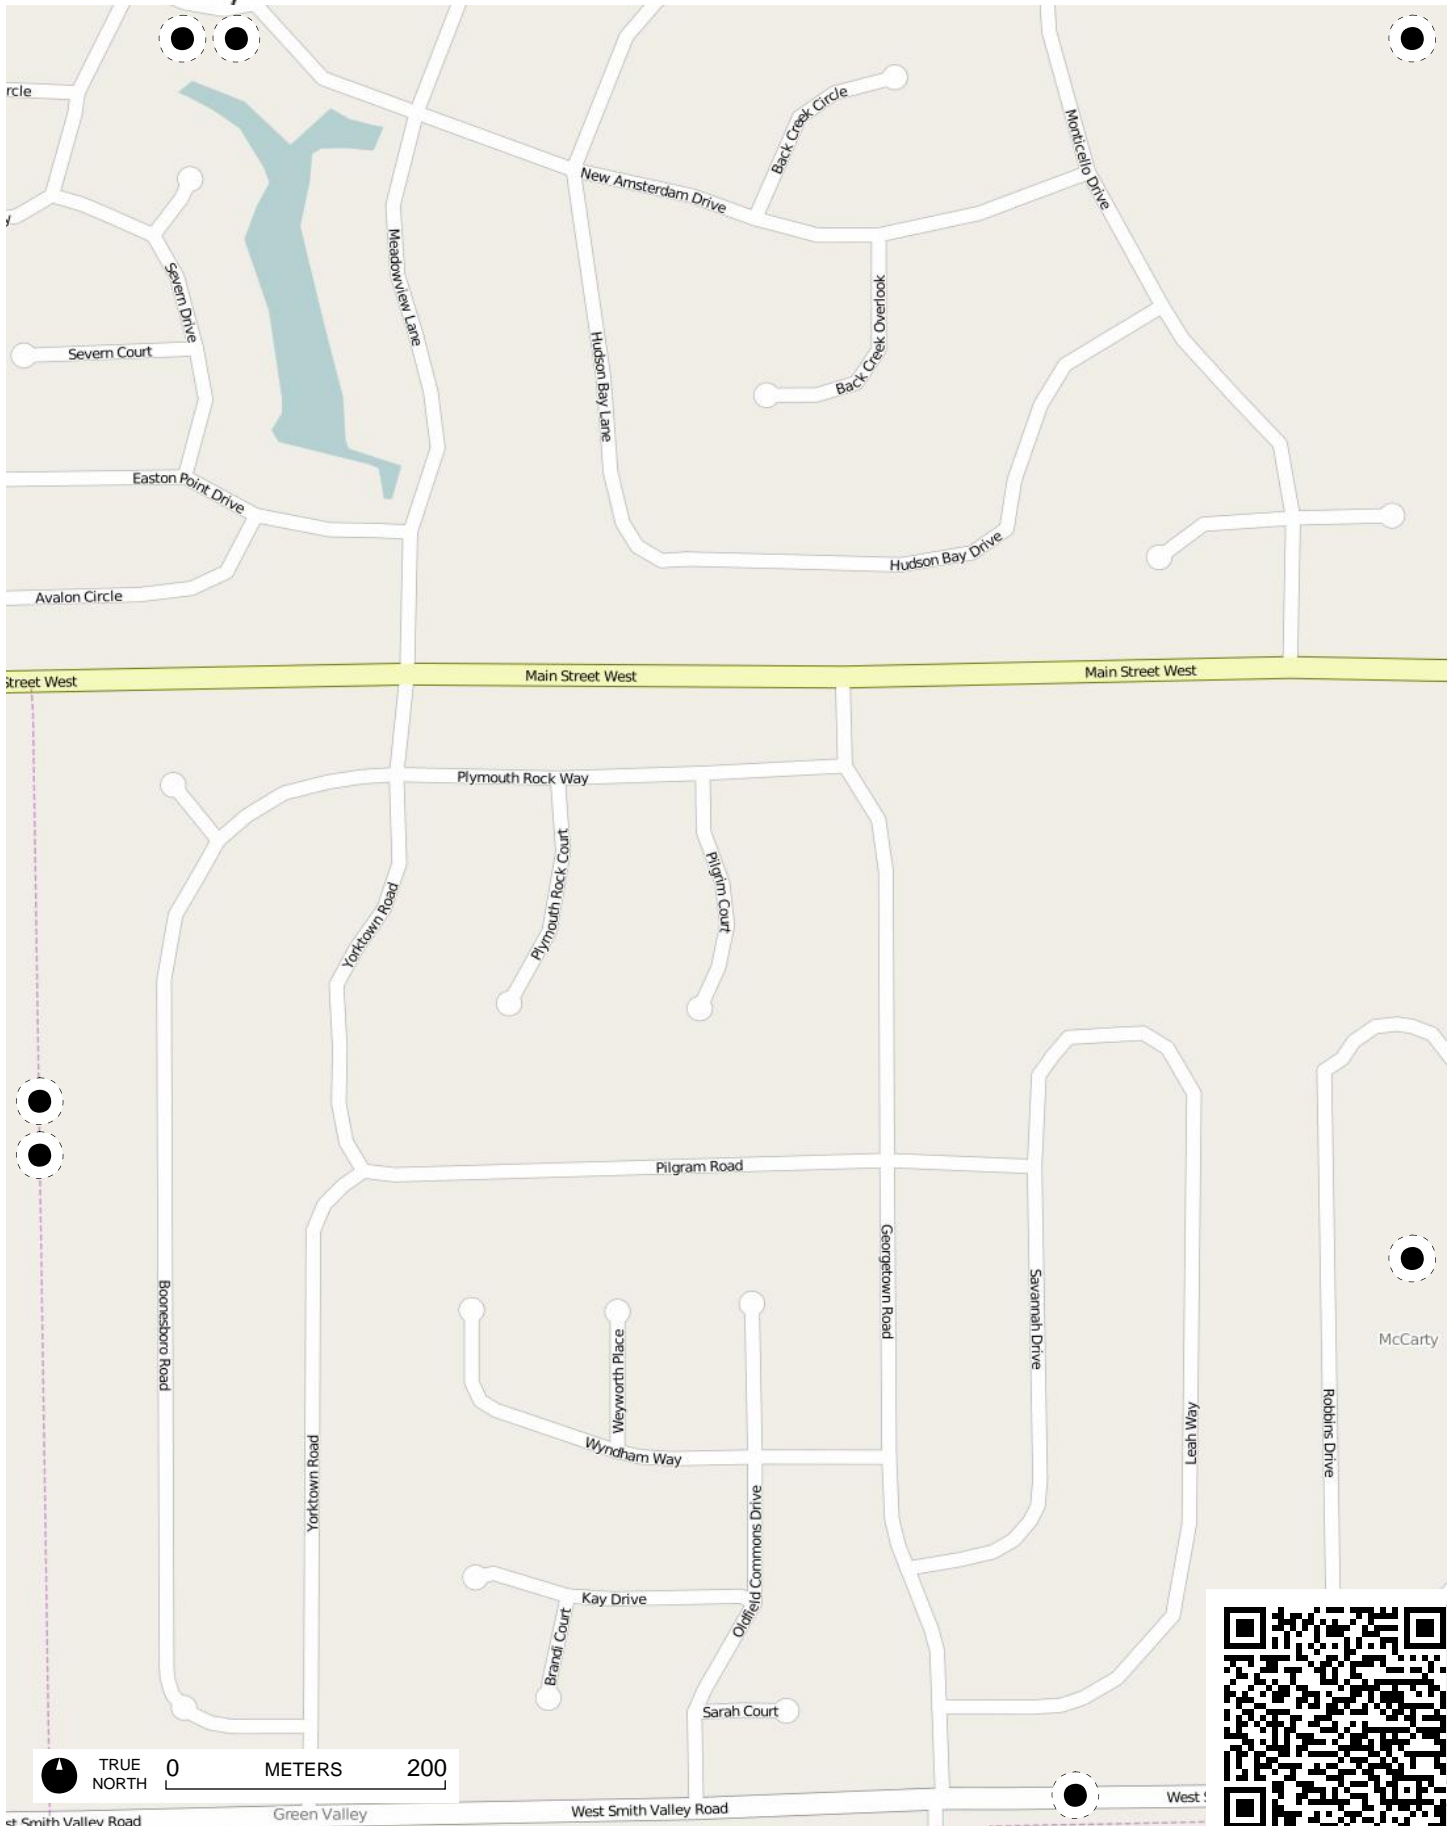 rcle
Back Creek Circle
Monticello Drive
New Amsterdam Drive
Meadowview Lane
Severn Drive
Back Creek Overlook
Severn Court
Hudson Bay Lane
Easton Point Drive
Hudson Bay Drive
Avalon Circle
Street West
Main Street West
Main Street West
Plymouth Rock Way
Plymouth Rock Court
Pilgrim Court
Yorktown Road
Pilgram Road
Georgetown Road
Savannah Drive
Boonesboro Road
McCarty
Weyworth Place
Robbins Drive
Leah Way
Wyndham Way
Yorktown Road
Oldfield Commons Drive
Kay Drive
Brandi Court
Sarah Court
TRUE
NORTH
0 METERS 200
West S
West Smith Valley Road
Green Valley
st Smith Valley Road